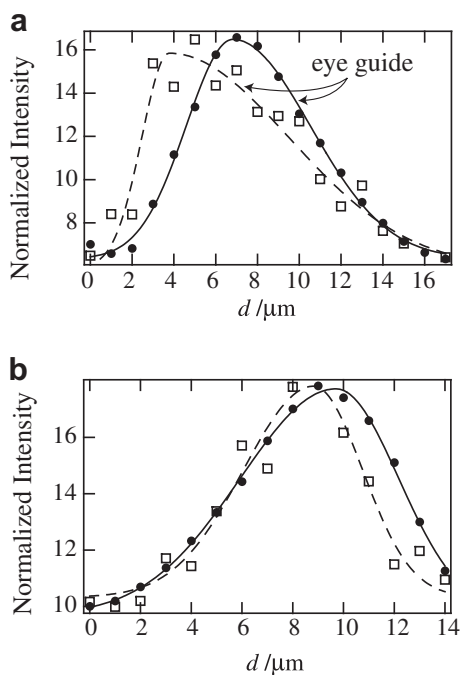 a
16
14
12
10
8
Normalized Intensity
eye guide
0 2 4 6 8 10 12 14 16
d /μm
b
16
14
12
10
Normalized Intensity
0 2 4 6 8 10 12 14
d /μm